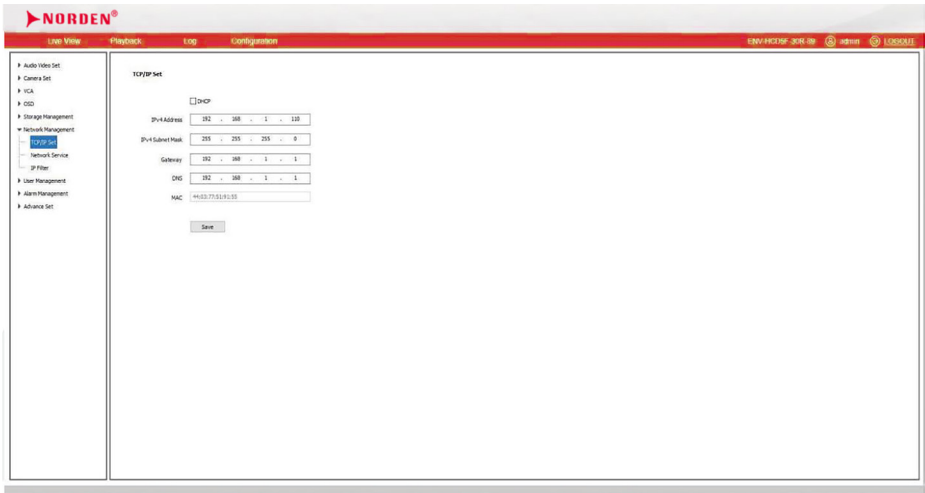 NORDEN®
Live View Playback Log Configuration admin LOGOUT
Audio Video Set
Camera Set
VCA
OSD
Storage Management
Network Management
TCP/IP Set
Network Service
IP Filter
User Management
Alarm Management
Advance Set
TCP/IP Set
DHCP
IPv4 Address 192 . 168 . 1 . 110
IPv4 Subnet Mask 255 . 255 . 255 . 0
Gateway 192 . 168 . 1 . 1
DNS 192 . 168 . 1 . 1
MAC
Save